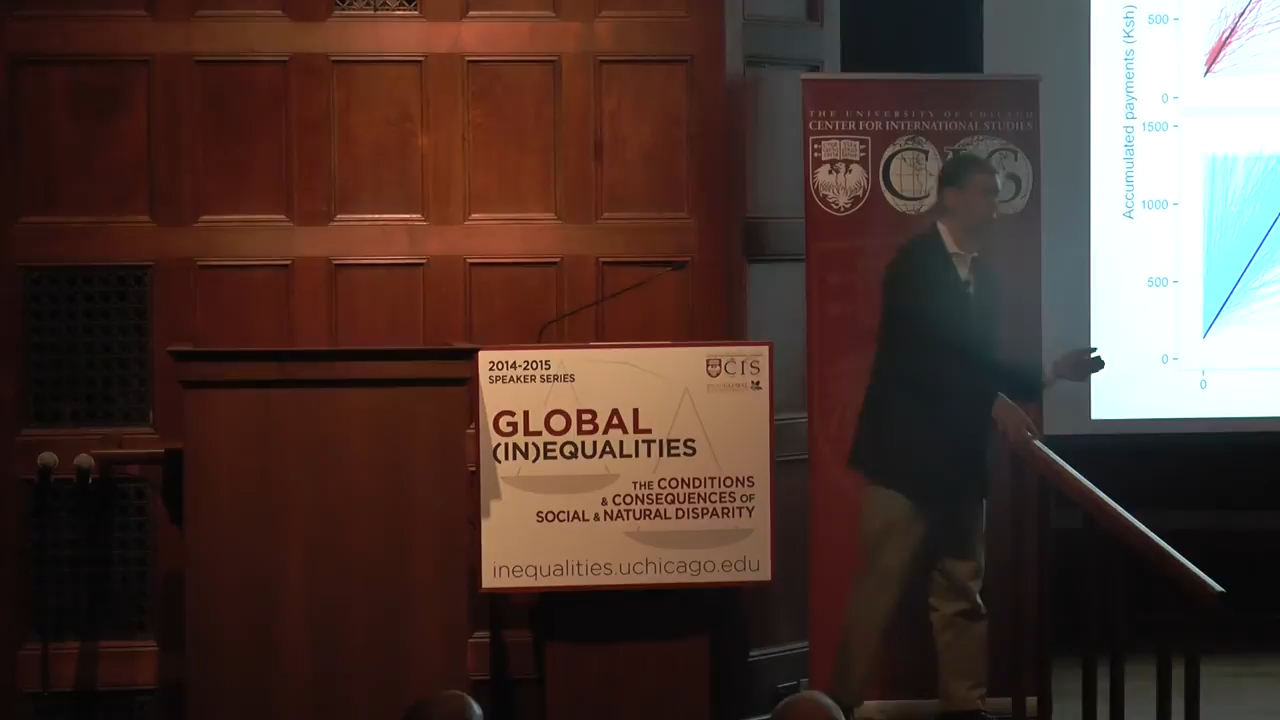 THE UNIVERSITY OF CHICAGO
CENTER FOR INTERNATIONAL STUDIES
2014-2015
SPEAKER SERIES
CIS
GLOBAL
(IN)EQUALITIES
THE CONDITIONS
& CONSEQUENCES OF
SOCIAL & NATURAL DISPARITY
inequalities.uchicago.edu
Accumulated payments (Ksh)
500
0
1500
1000
500
0
0